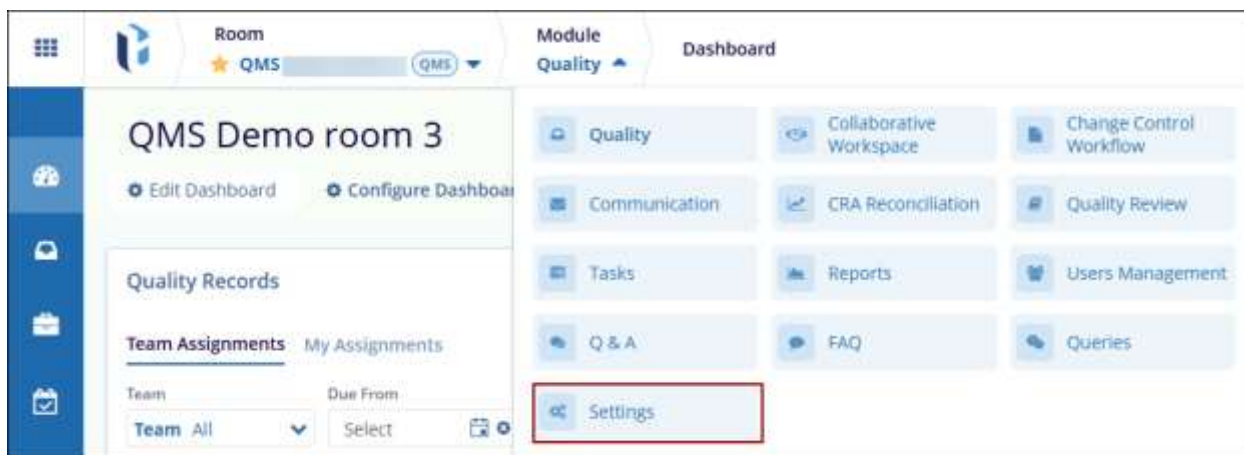 Room
QMS
QMS
Module
Quality
Dashboard
QMS Demo room 3
Edit Dashboard
Configure
Quality Records
Team Assignments
My Assignments
Team
Due From
Team All
Select
Quality
Collaborative
Workspace
Change Control
Workflow
Communication
CRA Reconciliation
Quality Review
Tasks
Reports
Users Management
Q & A
FAQ
Queries
Settings